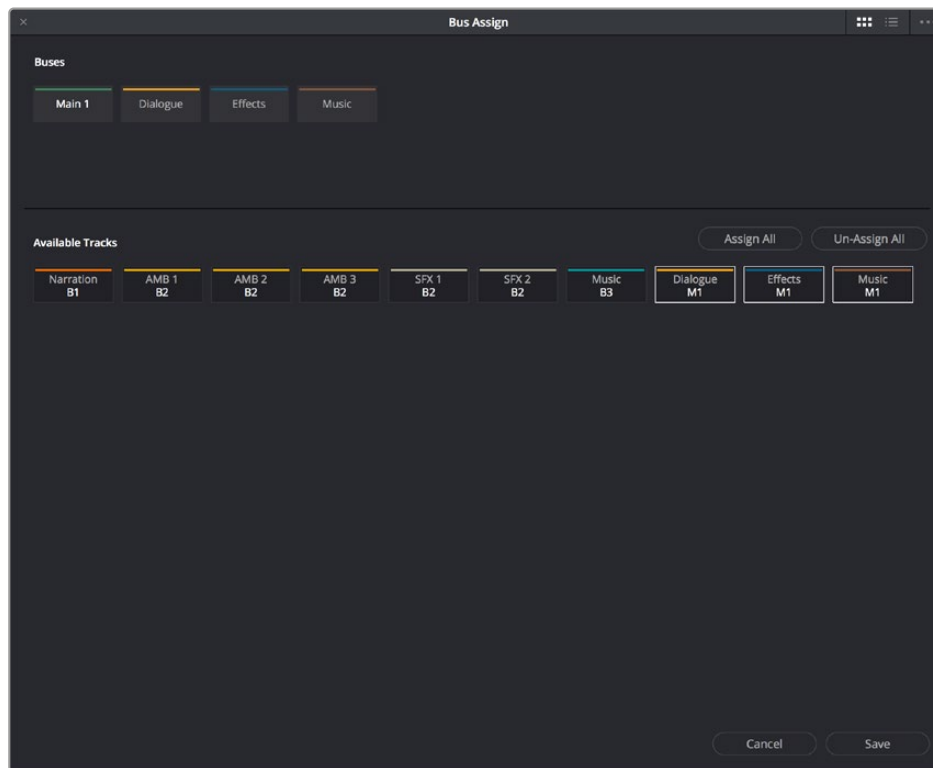 Bus Assign
Buses
Main 1 Dialogue Effects Music
Available Tracks Assign All Un-Assign All
Narration AMB 1 AMB 2 AMB 3 SFX 1 SFX 2 Music Dialogue Effects Music
B1 B2 B2 B2 B2 B2 B3 M1 M1 M1
Cancel Save